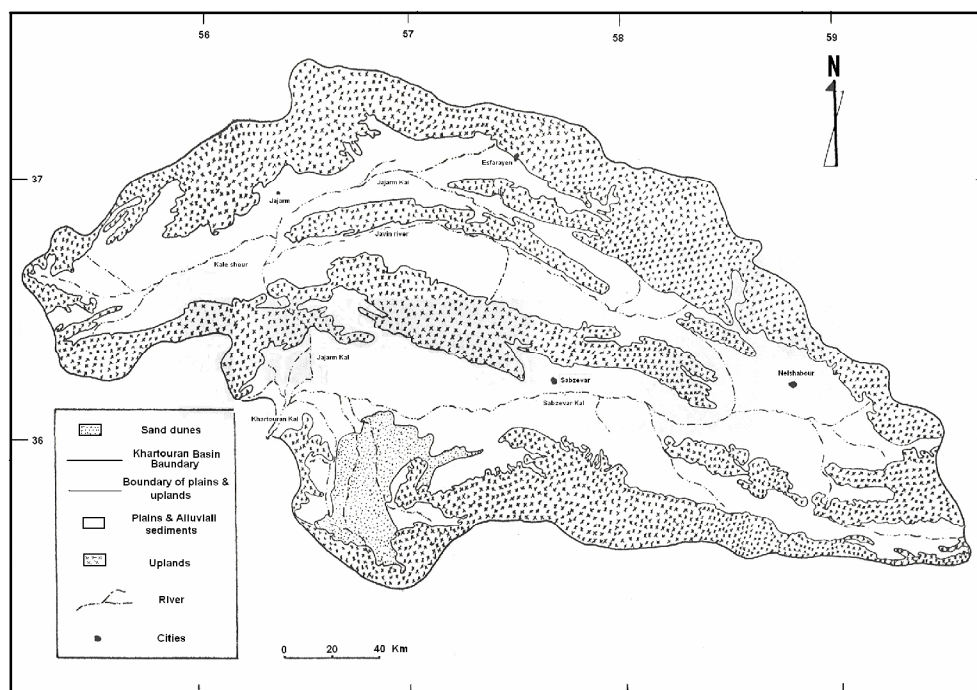 56
57
58
59
N
37
36
Esfarayen
Jajarm Kal
Jajarm
Javin river
Kale shour
Jajarm Kal
Khartouran Kal
Sabzevar
Sabzevar Kal
Neishabour
Sand dunes
Khartouran Basin
Baundary
Boundary of plains &
uplands
Plains & Alluviali
sediments
Uplands
River
Cities
0 20 40 Km